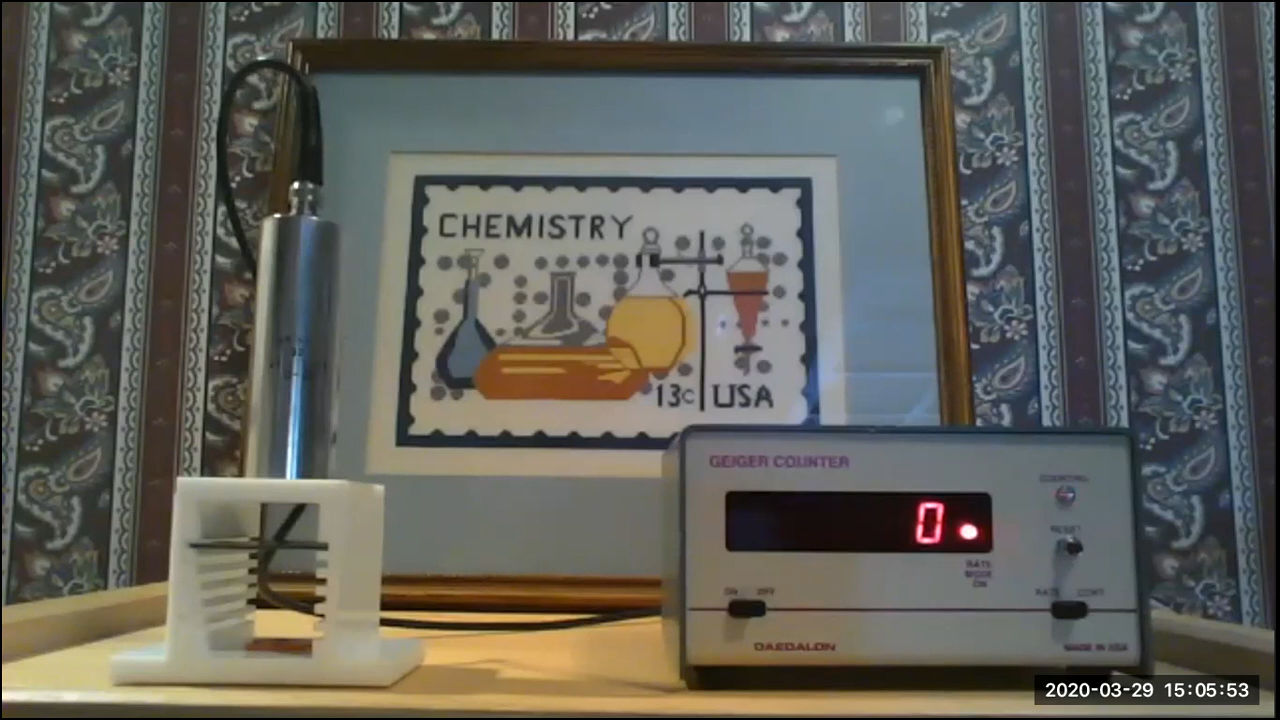 CHEMISTRY
13c USA
GEIGER COUNTER
COUNTING
0.
RESET
RATE
MODE
ON
ON OFF
RATE CONT.
DAEDALON
MADE IN USA
2020-03-29 15:05:53